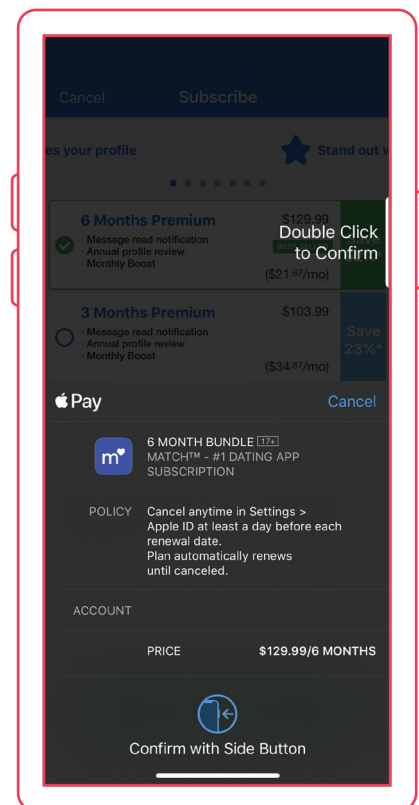 Cancel
Subscribe
es your profile
Stand out w
6 Months Premium
$129.99
· Message read notification
· Annual profile review
· Monthly Boost
($21.67/mo)
Save
Double Click
to Confirm
3 Months Premium
$103.99
· Message read notification
· Annual profile review
· Monthly Boost
($34.67/mo)
Save
23%*
Pay
Cancel
m
6 MONTH BUNDLE 17+
MATCH™ - #1 DATING APP
SUBSCRIPTION
POLICY
Cancel anytime in Settings >
Apple ID at least a day before each
renewal date.
Plan automatically renews
until canceled.
ACCOUNT
PRICE
$129.99/6 MONTHS
Confirm with Side Button